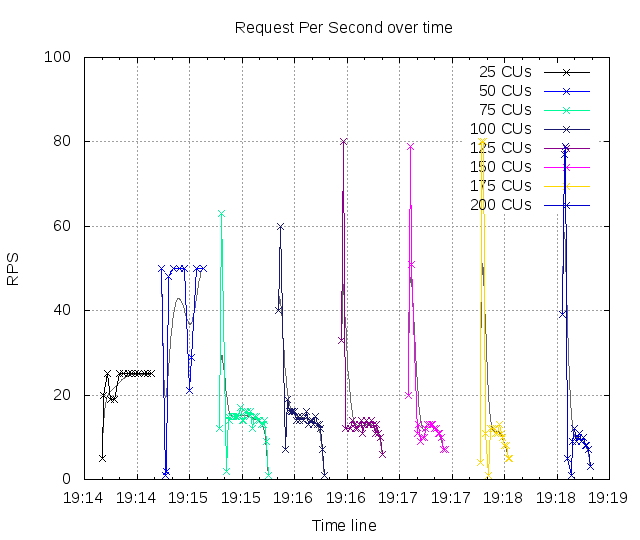 Request Per Second over time
100
80
60
40
20
0
RPS
25 CUs
50 CUs
75 CUs
100 CUs
125 CUs
150 CUs
175 CUs
200 CUs
19:14 19:14 19:15 19:15 19:16 19:16 19:17 19:17 19:18 19:18 19:19
Time line